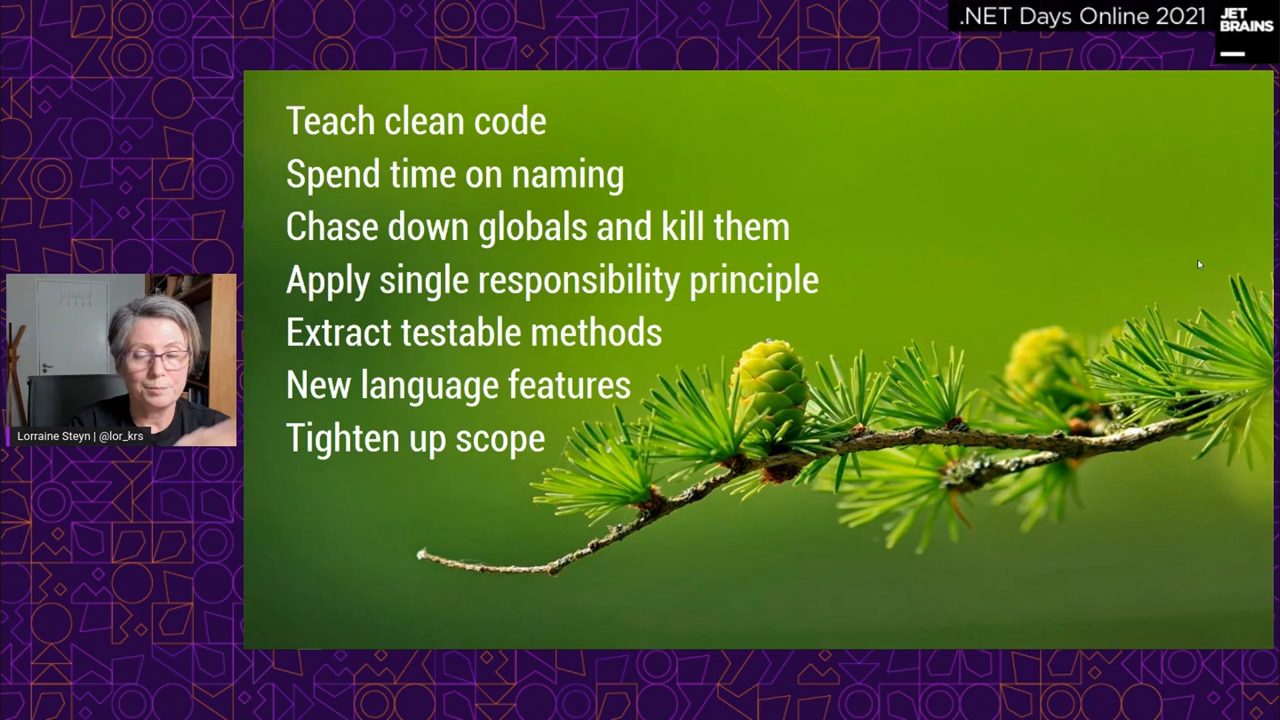 .NET Days Online 2021
JET
BRAINS
Teach clean code
Spend time on naming
Chase down globals and kill them
Apply single responsibility principle
Extract testable methods
New language features
Tighten up scope
Lorraine Steyn | @lor_krs